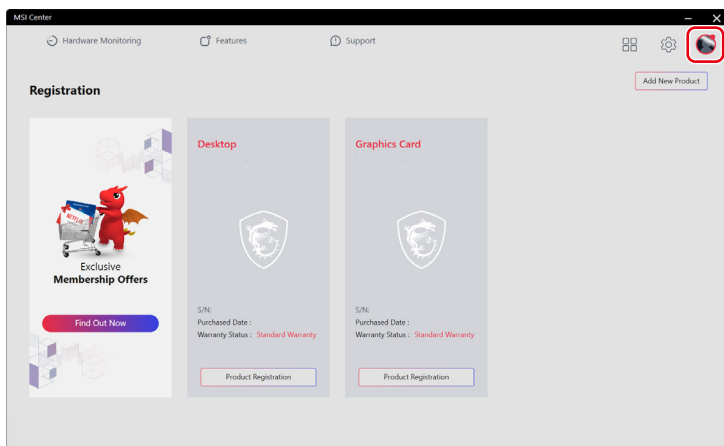 MSI Center
Hardware Monitoring
Features
Support
Add New Product
Registration
NETFLIX
Exclusive
Membership Offers
Find Out Now
Desktop
S/N:
Purchased Date :
Warranty Status : Standard Warranty
Product Registration
Graphics Card
S/N:
Purchased Date :
Warranty Status : Standard Warranty
Product Registration